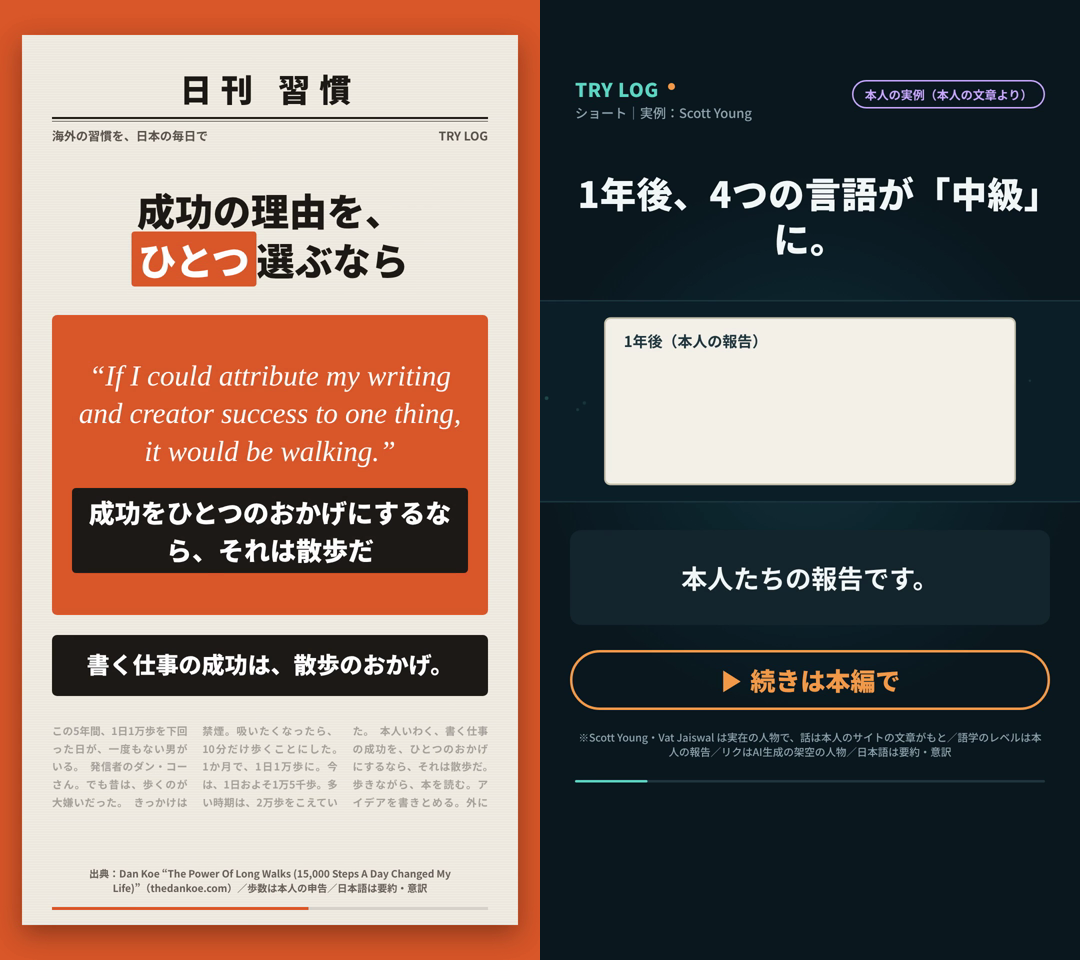 日刊 習慣
海外の習慣を、日本の毎日で
TRY LOG
成功の理由を、
ひとつ選ぶなら
“If I could attribute my writing
and creator success to one thing,
it would be walking.”
成功をひとつのおかげにするな
ら、それは散歩だ
書く仕事の成功は、散歩のおかげ。
この5年間、1日1万歩を下回
った日が、一度もない男が
いる。 発信者のダン・コー
さん。でも昔は、歩くのが
大嫌いだった。 きっかけは
禁煙。吸いたくなったら、
10分だけ歩くことにした。
1か月で、1日1万歩に。今
は、1日およそ1万5千歩。多
い時期は、2万歩をこえてい
た。 本人いわく、書く仕事
の成功を、ひとつのおかげ
にするなら、それは散歩だ。
歩きながら、本を読む。ア
イデアを書きとめる。外に
出典：Dan Koe “The Power Of Long Walks (15,000 Steps A Day Changed My
Life)”（thedankoe.com）／歩数は本人の申告／日本語は要約・意訳
TRY LOG
ショート｜実例：Scott Young
本人の実例（本人の文章より）
1年後、4つの言語が「中級」
に。
1年後（本人の報告）
本人たちの報告です。
▶ 続きは本編で
※Scott Young・Vat Jaiswal は実在の人物で、話は本人のサイトの文章がもと／語学のレベルは本
人の報告／リクはAI生成の架空の人物／日本語は要約・意訳